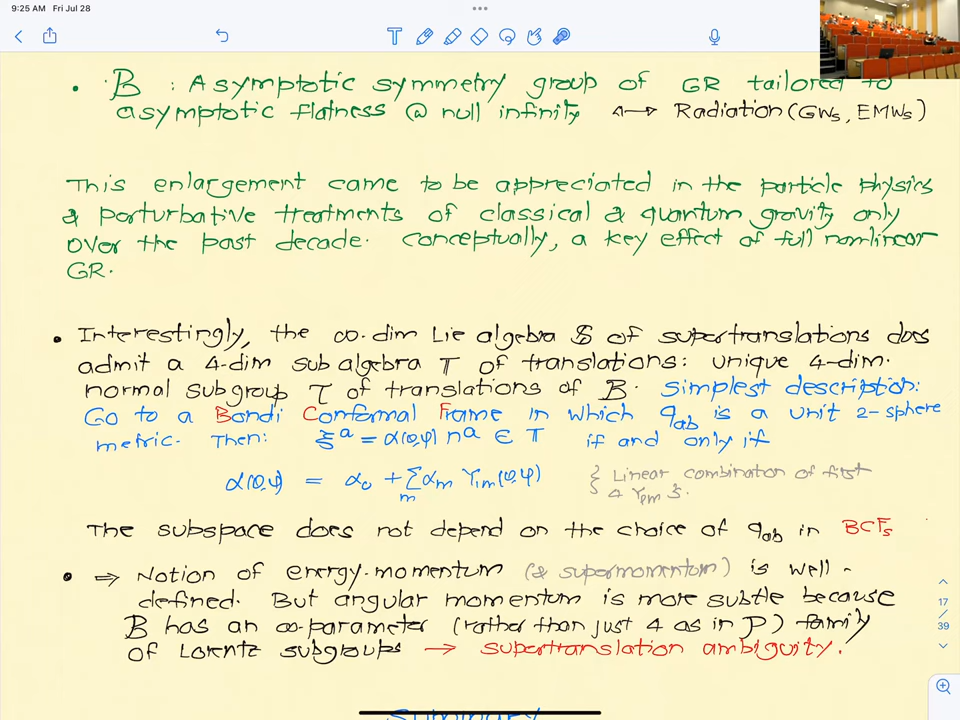 9:25 AM Fri Jul 28
• B : Asymptotic symmetry group of GR tailored to
asymptotic flatness @ null infinity ↔ Radiation (GWs, EMWs)
This enlargement came to be appreciated in the particle physics
& porturbative treatments of classical & quantum gravity only
over the past decade. Conceptually, a key effect of full nonlinear
GR.
• Interestingly, the ∞-dim Lie algebra 𝕊 of supertranslations does
admit a 4-dim sub algebra T of translations: unique 4-dim.
normal subgroup 𝒯 of translations of B. Simplest description:
Go to a Bondi Conformal Frame in which q_ab is a unit 2-sphere
metric. Then: ξ^a = α(θ,φ) n^a ∈ T if and only if
α(θ,φ) = α_0 + Σ_m α_m Y_1m(θ,φ) { Linear combination of first
4 Y_lm }.
The subspace does not depend on the choice of q_ab in BCFs
• ⇒ Notion of energy-momentum (& supermomentum) is well-
defined. But angular momentum is more subtle because
B has an ∞-parameter (rather than just 4 as in P) family
of Lorentz subgroups → supertranslation ambiguity.
17
/
39
Summary